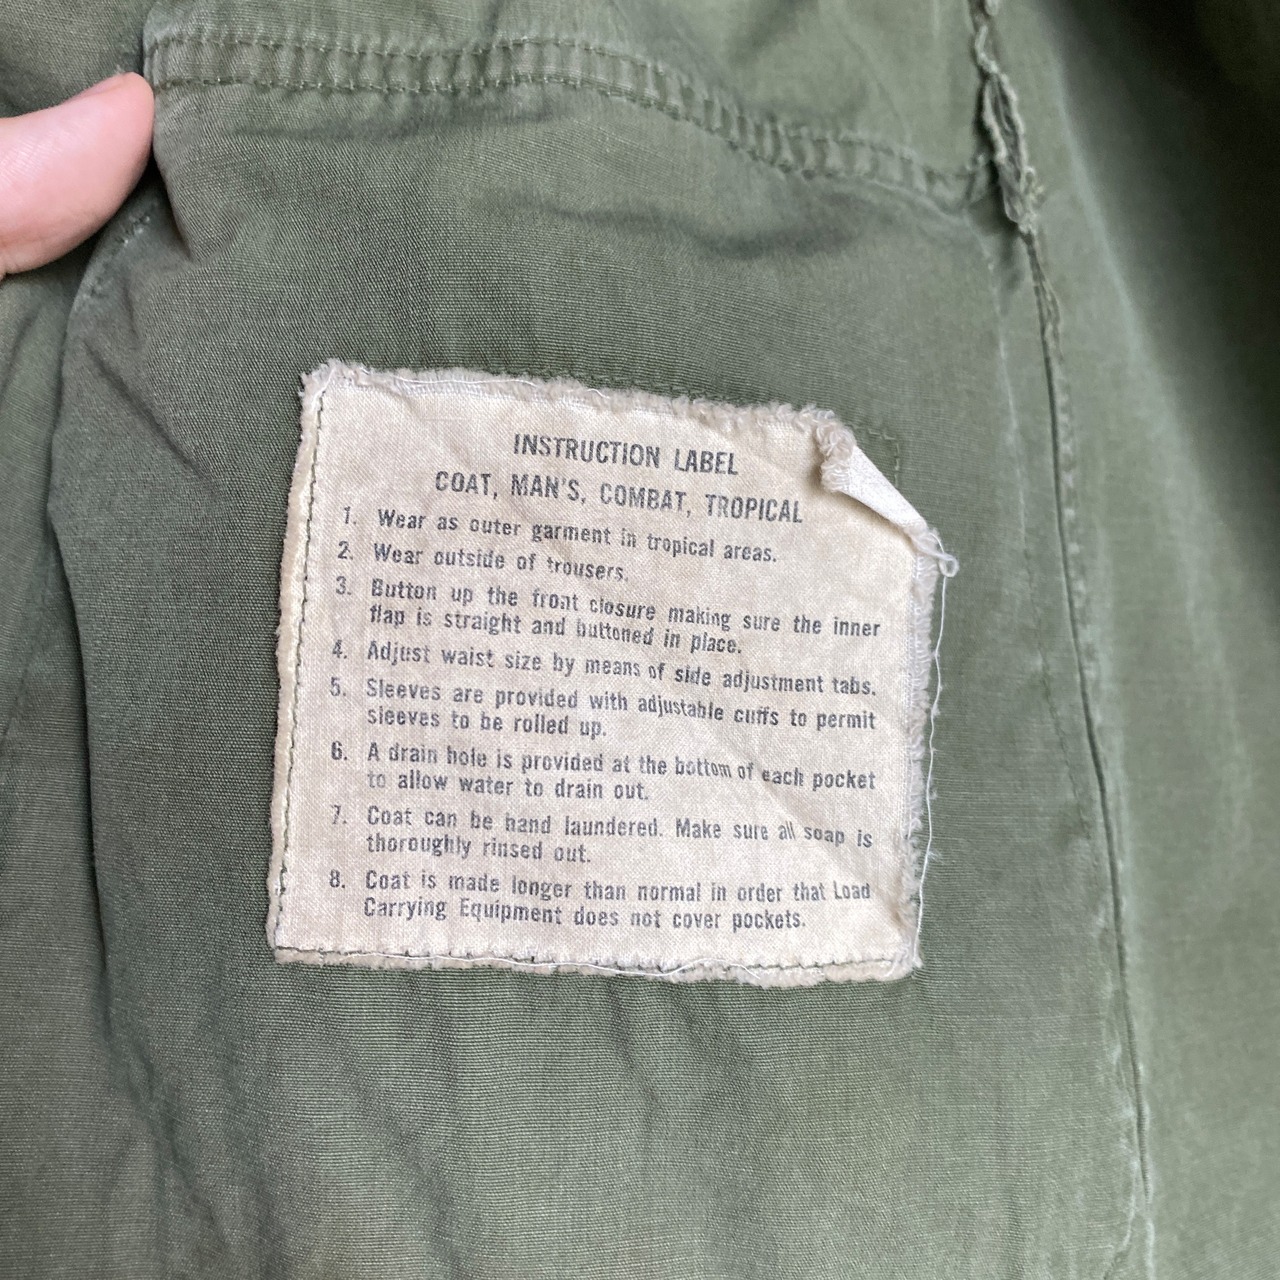 INSTRUCTION LABEL
COAT, MAN'S, COMBAT, TROPICAL
1. Wear as outer garment in tropical areas.
2. Wear outside of trousers.
3. Button up the front closure making sure the inner
flap is straight and buttoned in place.
4. Adjust waist size by means of side adjustment tabs.
5. Sleeves are provided with adjustable cuffs to permit
sleeves to be rolled up.
6. A drain hole is provided at the bottom of each pocket
to allow water to drain out.
7. Coat can be hand laundered. Make sure all soap is
thoroughly rinsed out.
8. Coat is made longer than normal in order that Load
Carrying Equipment does not cover pockets.